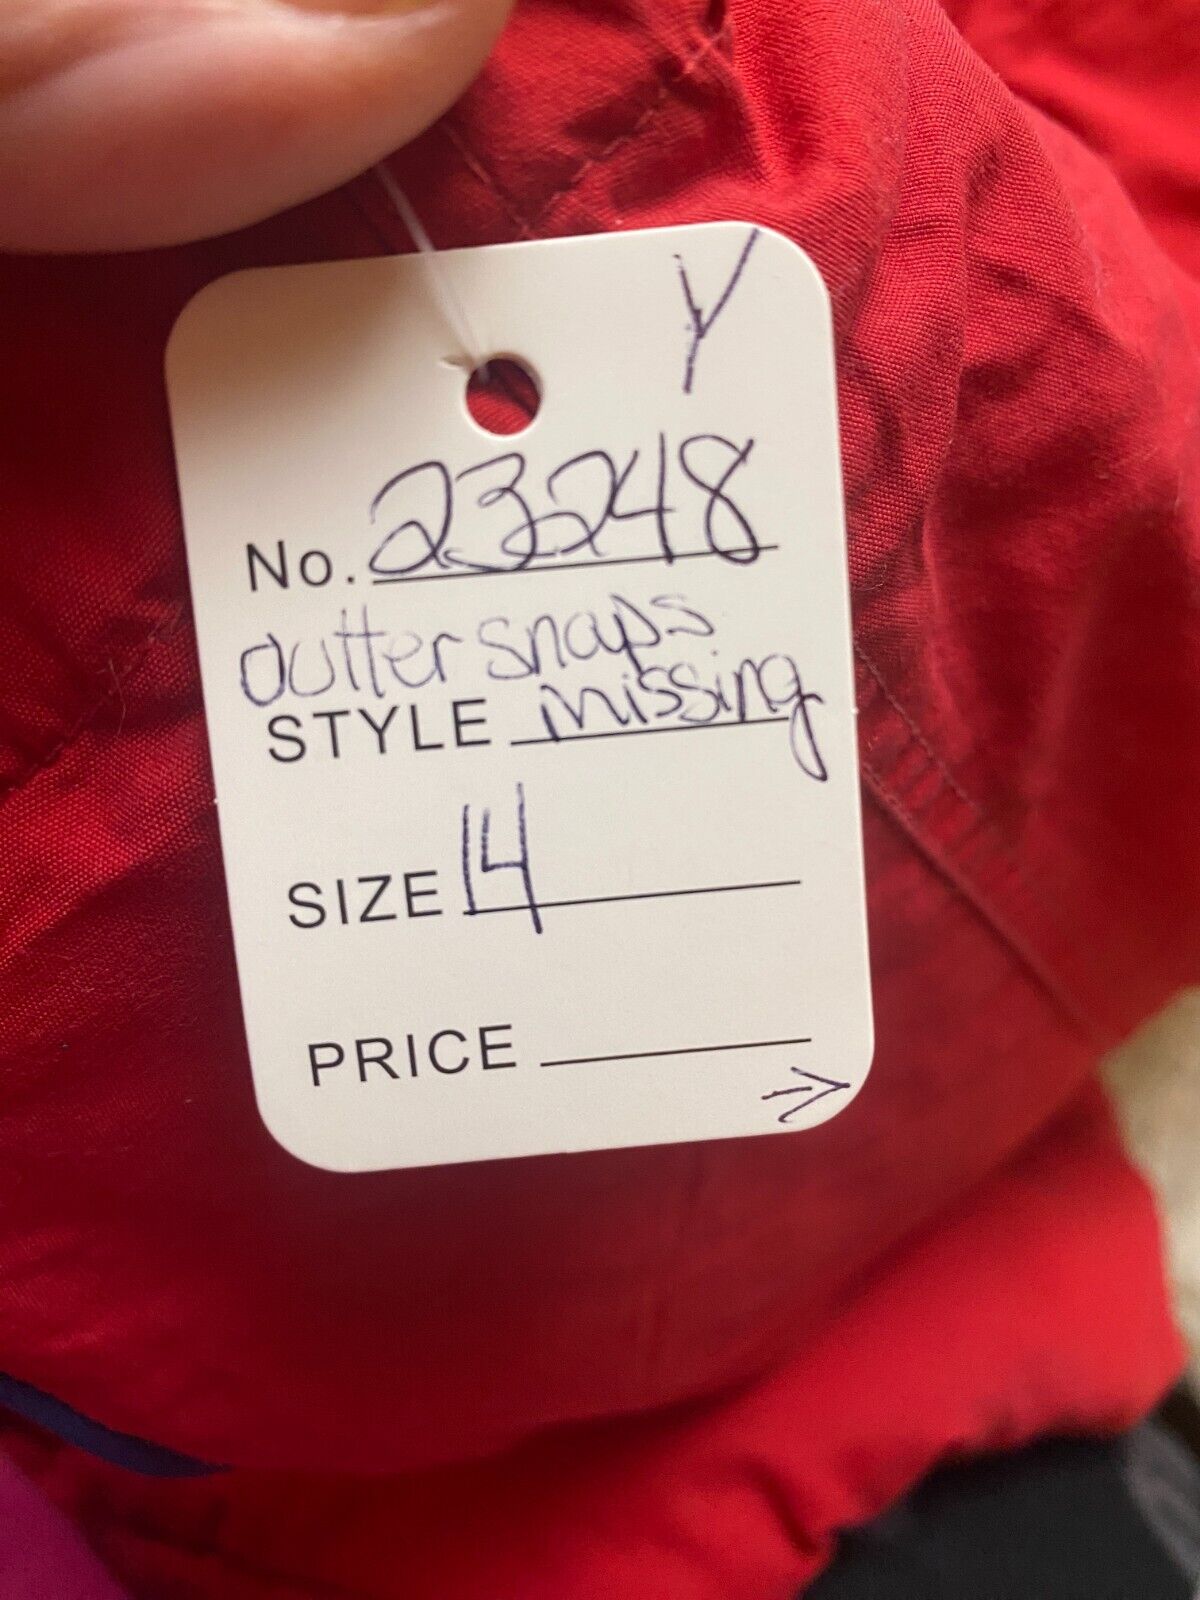 Y
No. 23248
outter snaps
STYLE missing
SIZE 14
PRICE
→